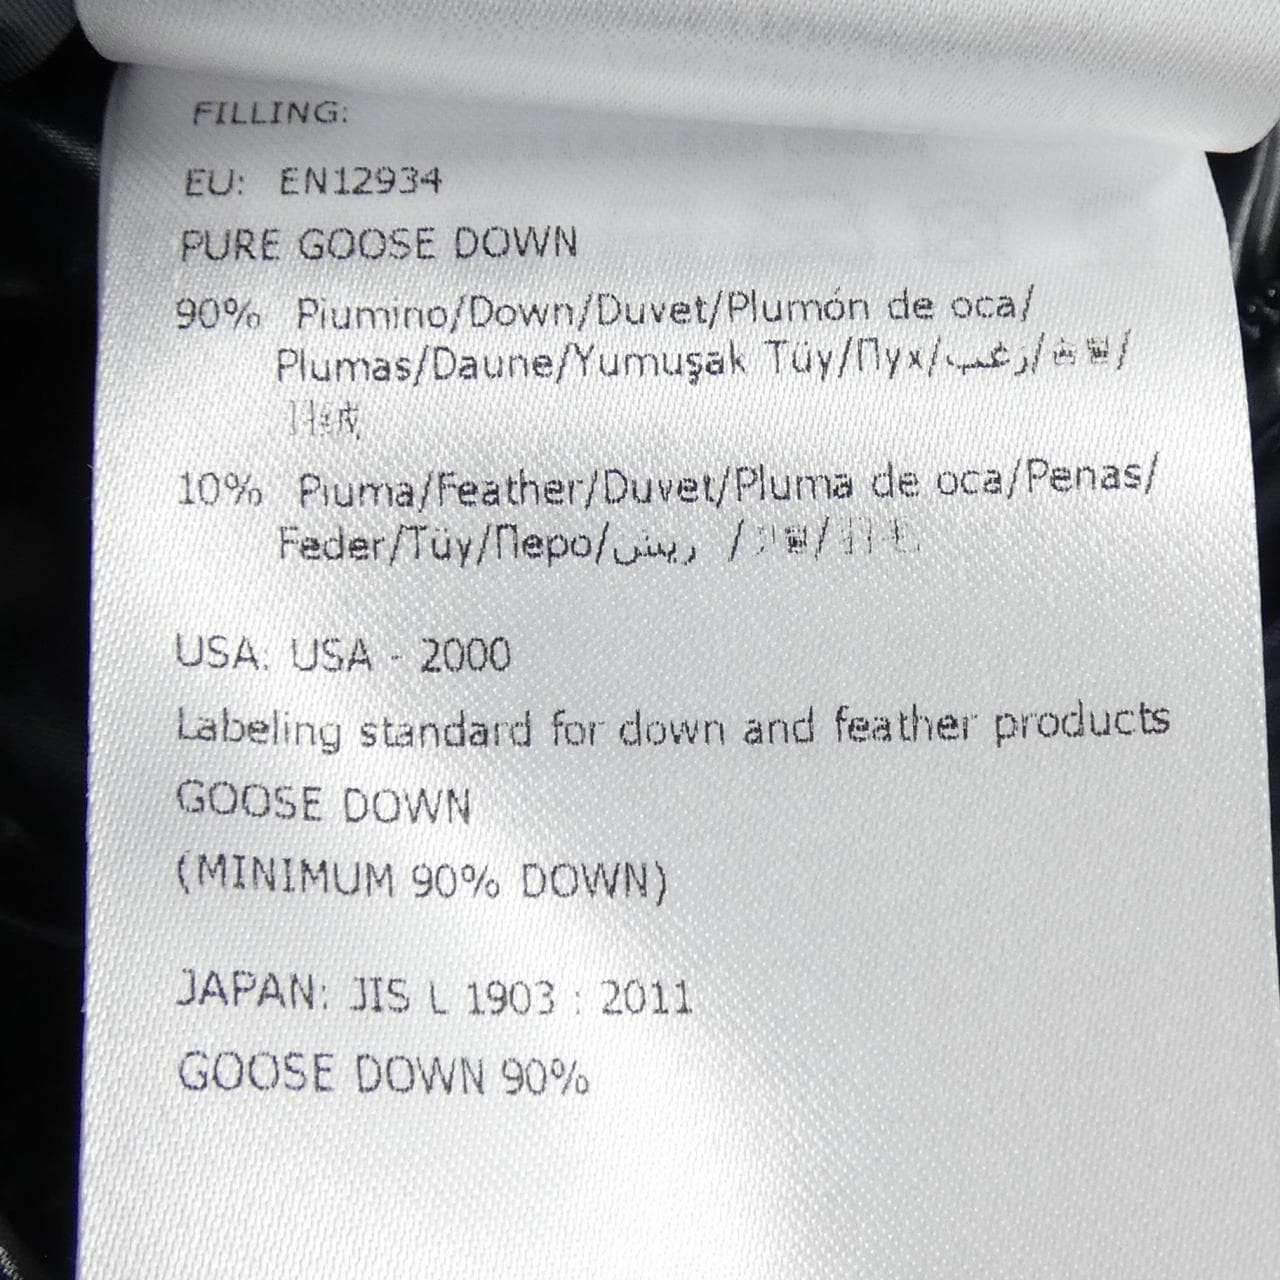 FILLING:
EU: EN12934
PURE GOOSE DOWN
90% Piumino/Down/Duvet/Plumón de oca/
Plumas/Daune/Yumuşak Tüy/Пух/زغب/
10% Piuma/Feather/Duvet/Pluma de oca/Penas/
Feder/Tüy/Перо/ريش /
USA: USA - 2000
Labeling standard for down and feather products
GOOSE DOWN
(MINIMUM 90% DOWN)
JAPAN: JIS L 1903 : 2011
GOOSE DOWN 90%